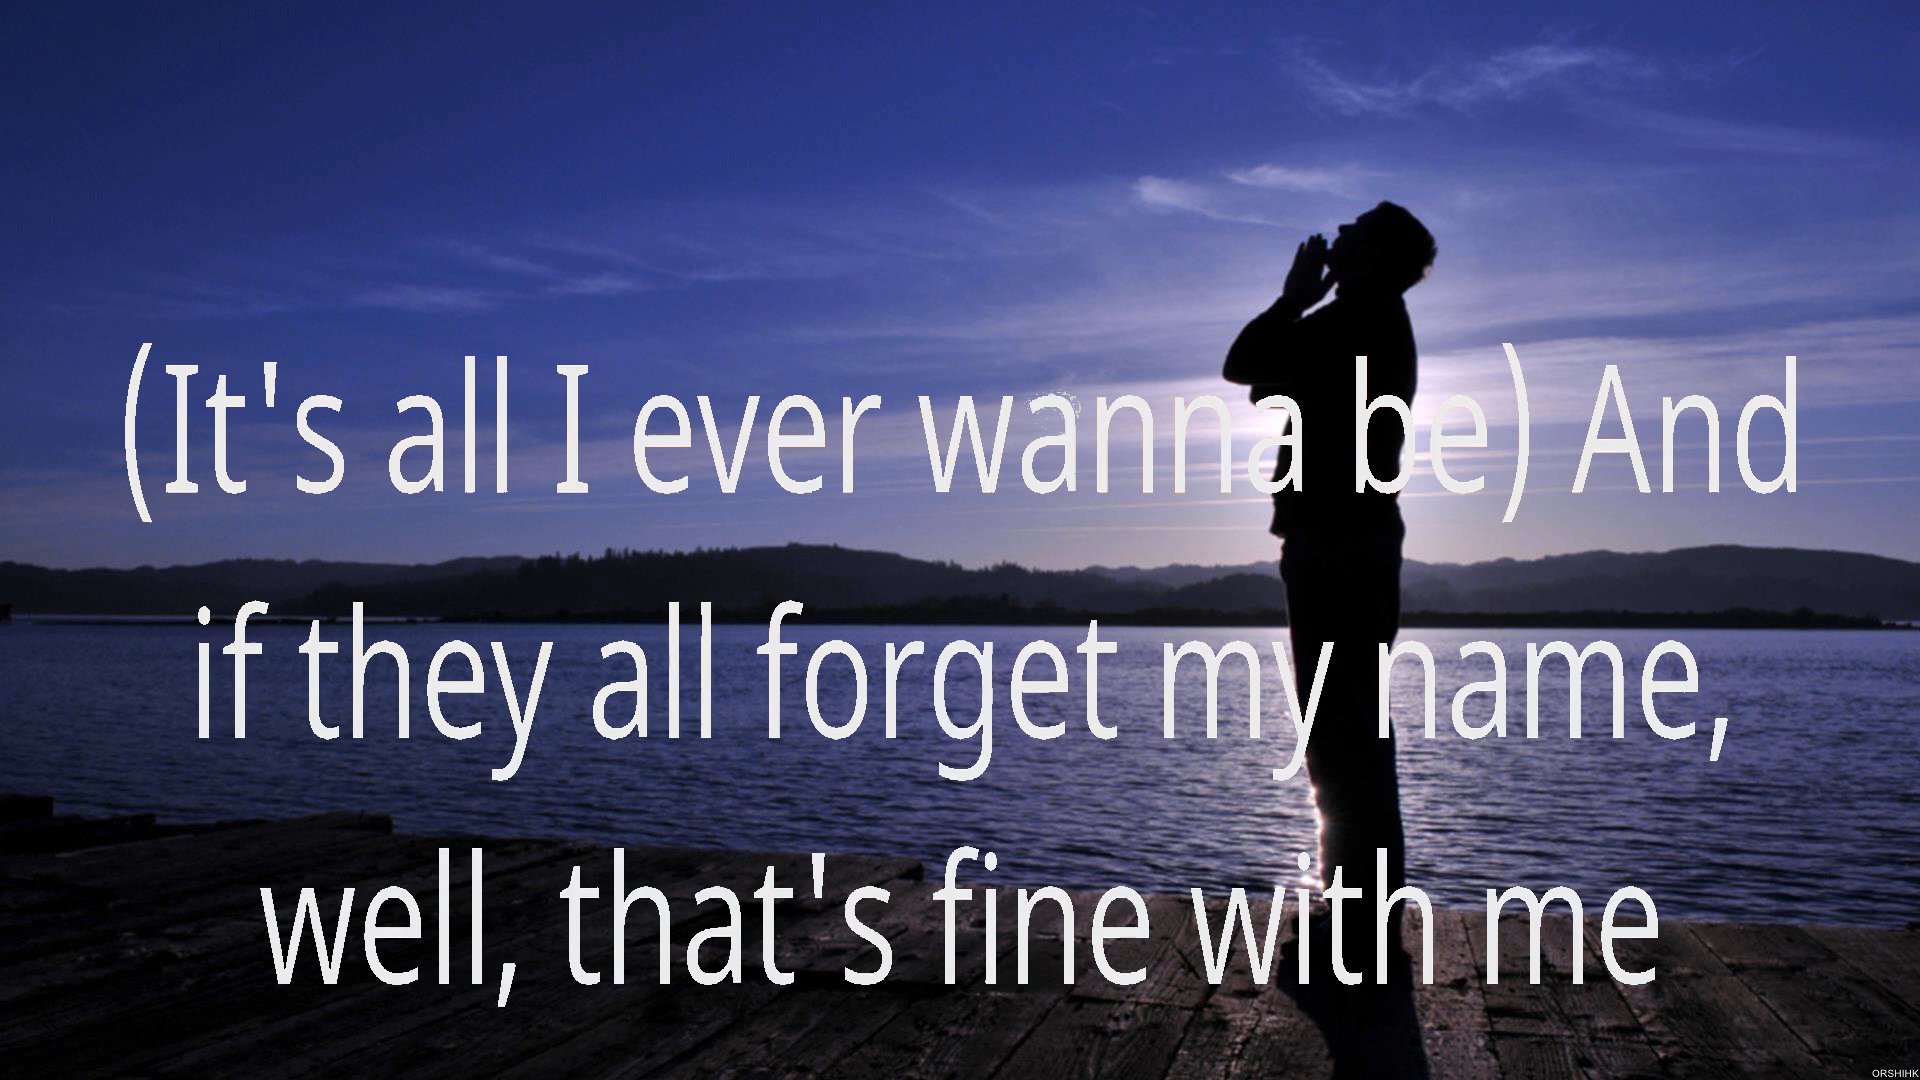 (It's all I ever wanna be) And
if they all forget my name,
well, that's fine with me
ORSHIHK